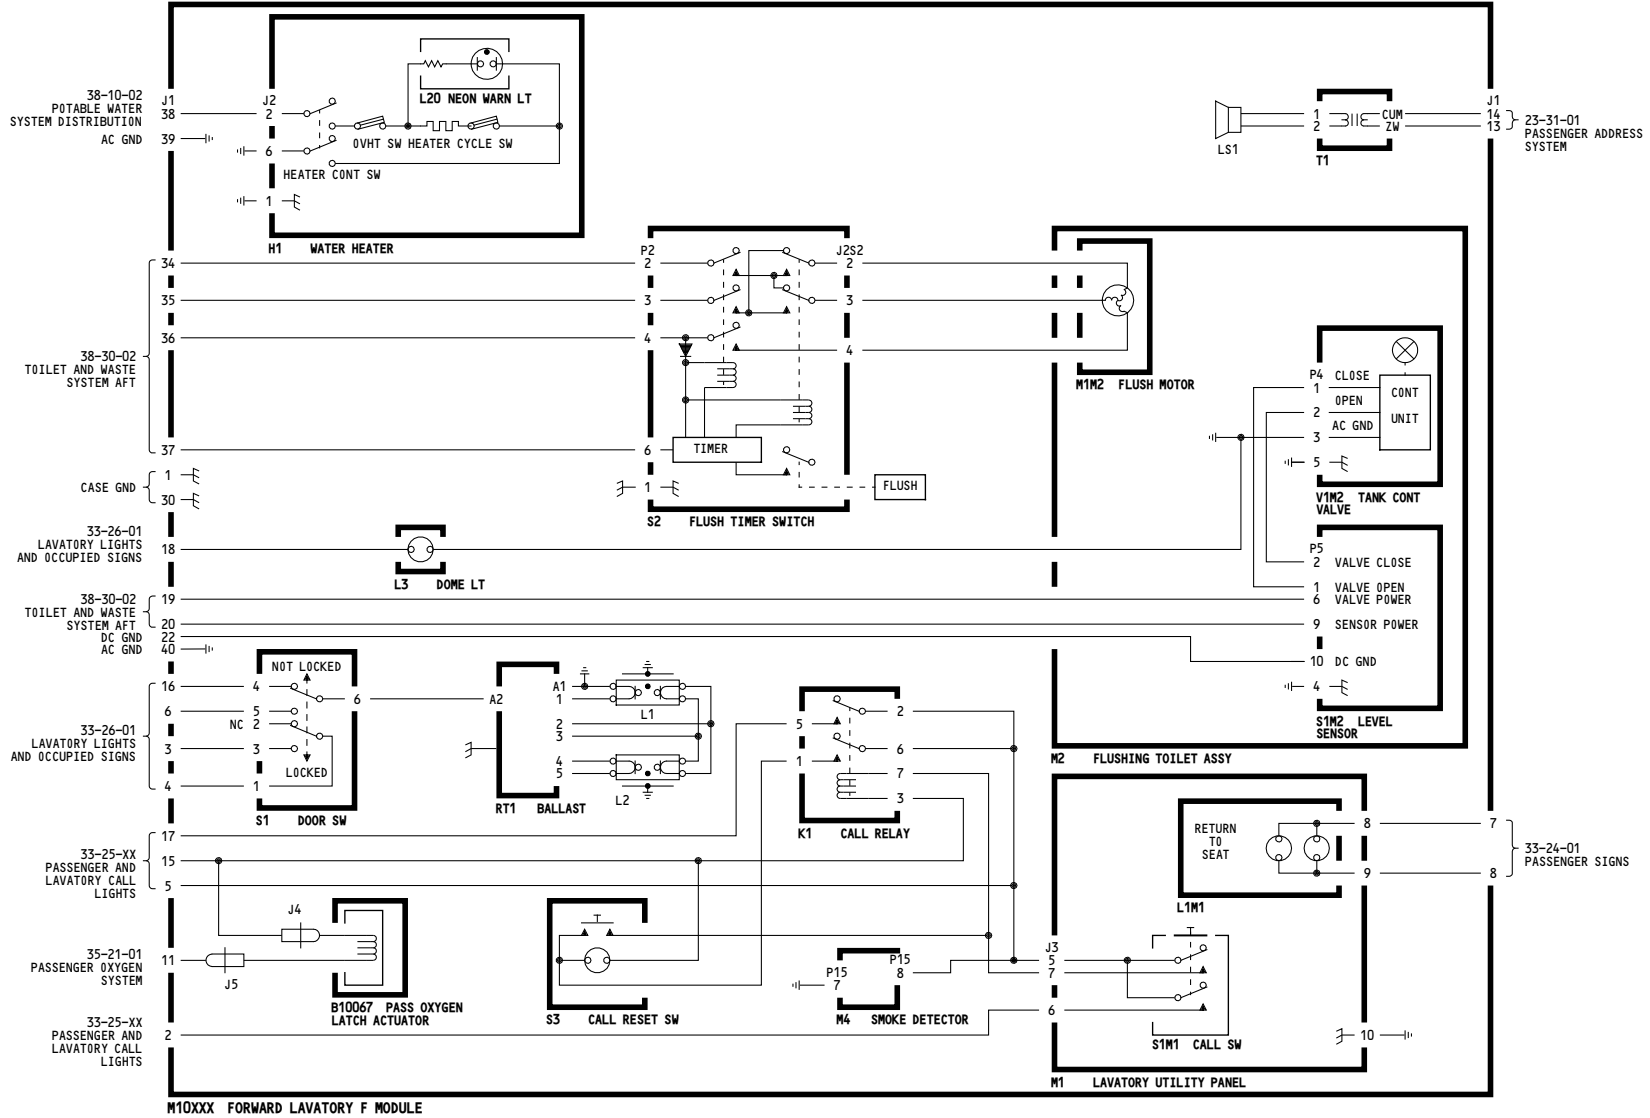 38-10-02
POTABLE WATER
SYSTEM DISTRIBUTION
AC GND
J1
38
39
J2
2
6
1
L20 NEON WARN LT
OVHT SW HEATER CYCLE SW
HEATER CONT SW
H1 WATER HEATER
LS1
1
2
CUM
ZW
T1
J1
14
13
23-31-01
PASSENGER ADDRESS
SYSTEM
34
35
36
38-30-02
TOILET AND WASTE
SYSTEM AFT
37
P2
2
3
4
6
1
J2S2
2
3
4
TIMER
FLUSH
S2 FLUSH TIMER SWITCH
M1M2 FLUSH MOTOR
P4
1 CLOSE
2 OPEN
3 AC GND
5
CONT
UNIT
V1M2 TANK CONT
VALVE
CASE GND
1
30
33-26-01
LAVATORY LIGHTS
AND OCCUPIED SIGNS
18
L3 DOME LT
P5
2 VALVE CLOSE
1 VALVE OPEN
6 VALVE POWER
9 SENSOR POWER
10 DC GND
4
S1M2 LEVEL
SENSOR
M2 FLUSHING TOILET ASSY
38-30-02
TOILET AND WASTE
SYSTEM AFT
19
20
DC GND 22
AC GND 40
33-26-01
LAVATORY LIGHTS
AND OCCUPIED SIGNS
16
6
3
4
NOT LOCKED
4
5
NC 2
3
1
6
LOCKED
S1 DOOR SW
A2
A1
1
2
3
4
5
RT1 BALLAST
L1
L2
5
1
2
6
7
3
K1 CALL RELAY
33-25-XX
PASSENGER AND
LAVATORY CALL
LIGHTS
17
15
5
35-21-01
PASSENGER OXYGEN
SYSTEM
11
J4
J5
B10067 PASS OXYGEN
LATCH ACTUATOR
S3 CALL RESET SW
P15
7
P15
8
M4 SMOKE DETECTOR
J3
5
7
6
RETURN
TO
SEAT
L1M1
8
9
7
8
33-24-01
PASSENGER SIGNS
S1M1 CALL SW
10
M1 LAVATORY UTILITY PANEL
33-25-XX
PASSENGER AND
LAVATORY CALL
LIGHTS
2
M10XXX FORWARD LAVATORY F MODULE